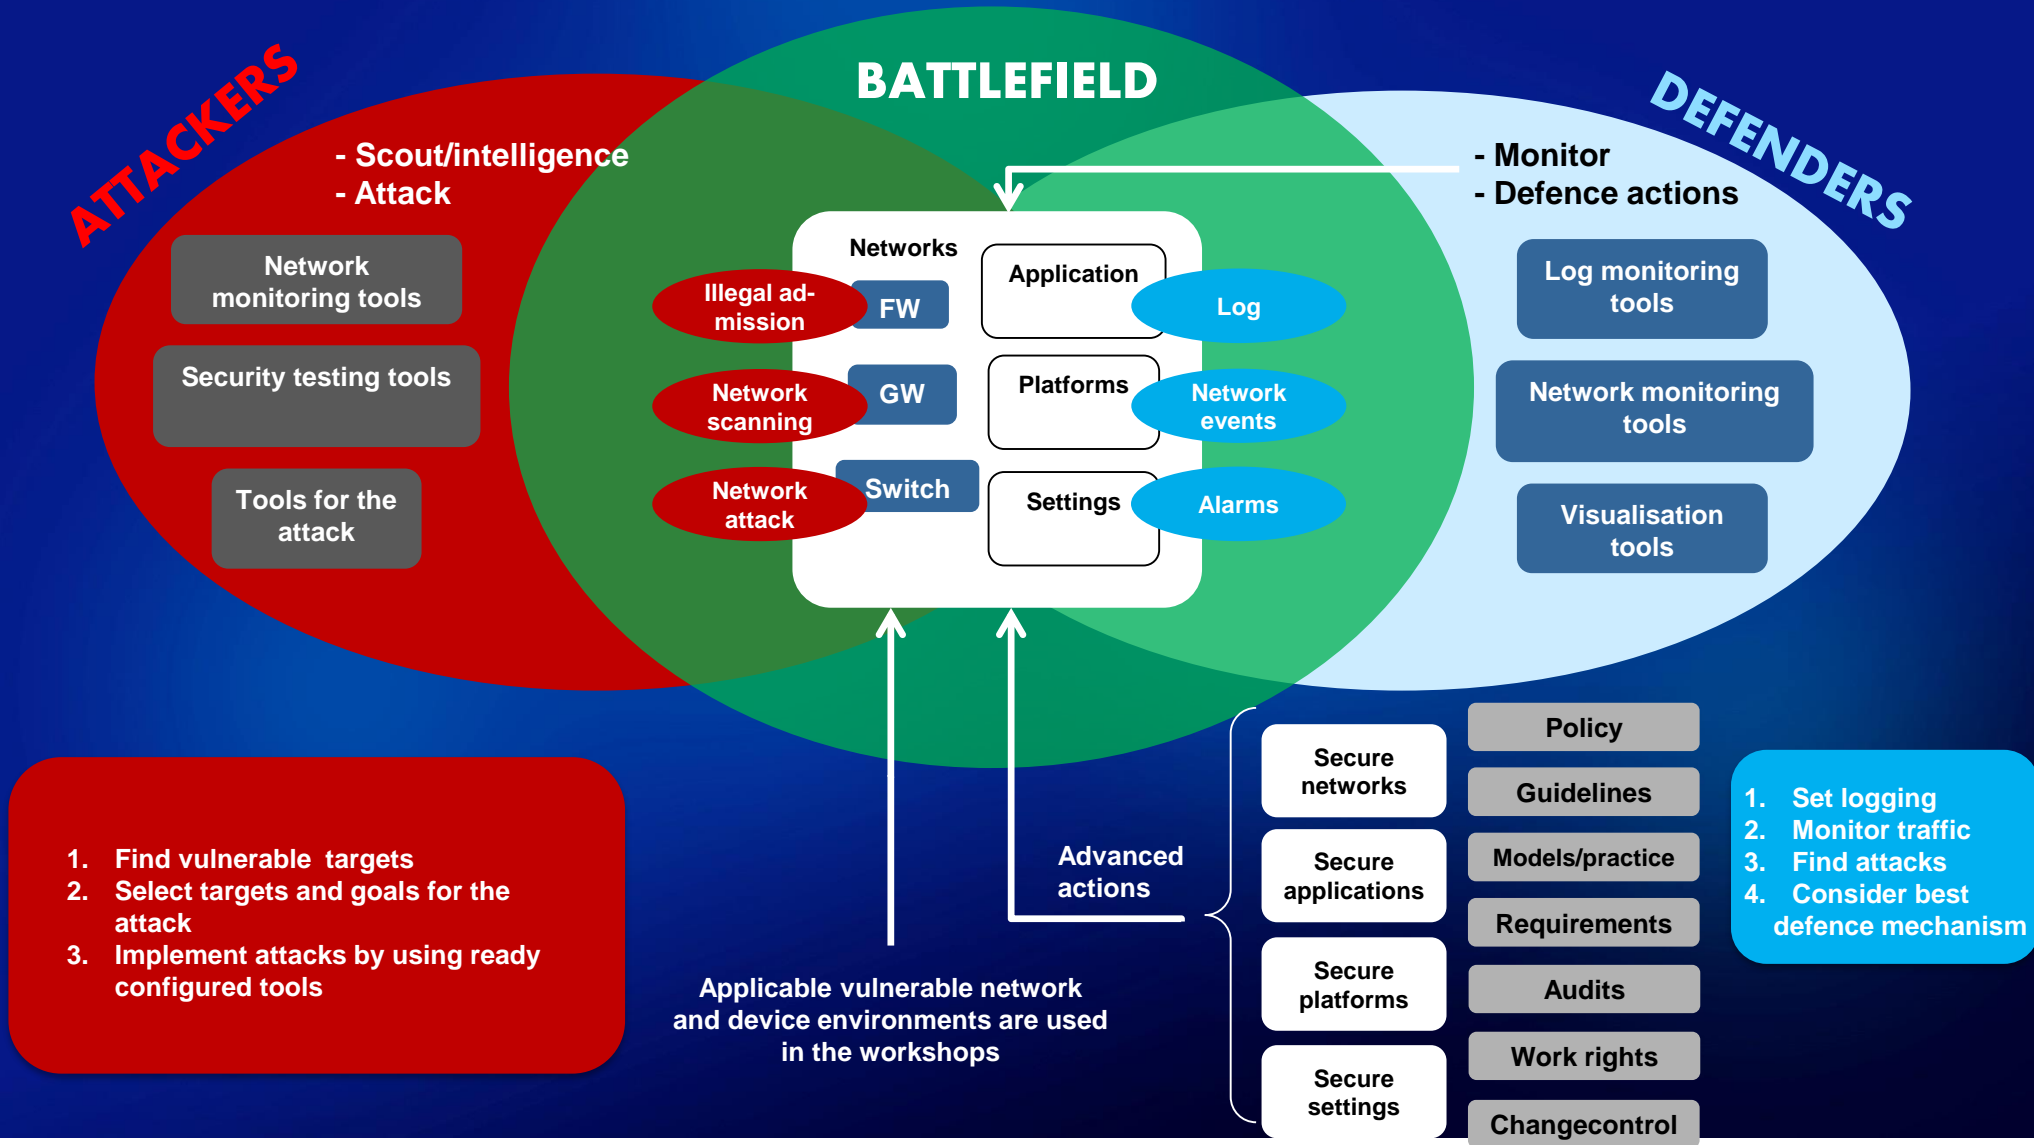 ATTACKERS
BATTLEFIELD
DEFENDERS
- Scout/intelligence
- Attack
- Monitor
- Defence actions
Network
monitoring tools
Security testing tools
Tools for the
attack
Networks
FW
GW
Switch
Application
Platforms
Settings
Illegal ad-
mission
Network
scanning
Network
attack
Log
Network
events
Alarms
Log monitoring
tools
Network monitoring
tools
Visualisation
tools
1. Find vulnerable targets
2. Select targets and goals for the
attack
3. Implement attacks by using ready
configured tools
Applicable vulnerable network
and device environments are used
in the workshops
Advanced
actions
Secure
networks
Secure
applications
Secure
platforms
Secure
settings
Policy
Guidelines
Models/practice
Requirements
Audits
Work rights
Changecontrol
1. Set logging
2. Monitor traffic
3. Find attacks
4. Consider best
defence mechanism